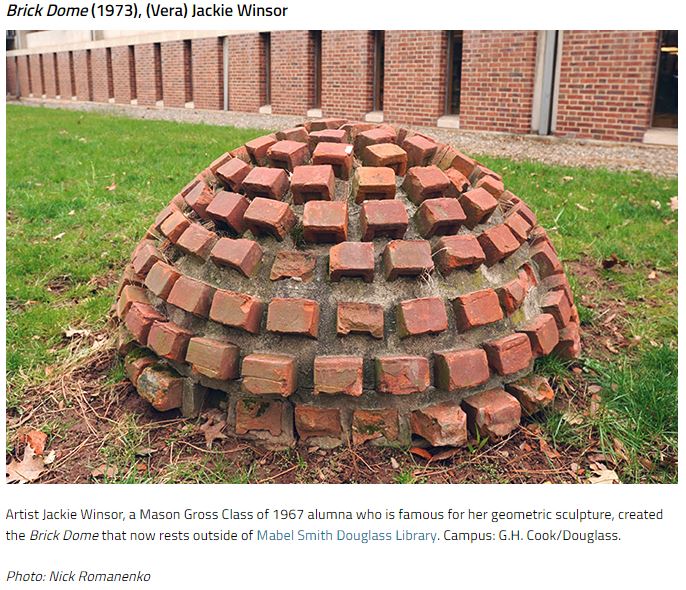 Brick Dome (1973), (Vera) Jackie Winsor
Artist Jackie Winsor, a Mason Gross Class of 1967 alumna who is famous for her geometric sculpture, created
the Brick Dome that now rests outside of Mabel Smith Douglass Library. Campus: G.H. Cook/Douglass.
Photo: Nick Romanenko